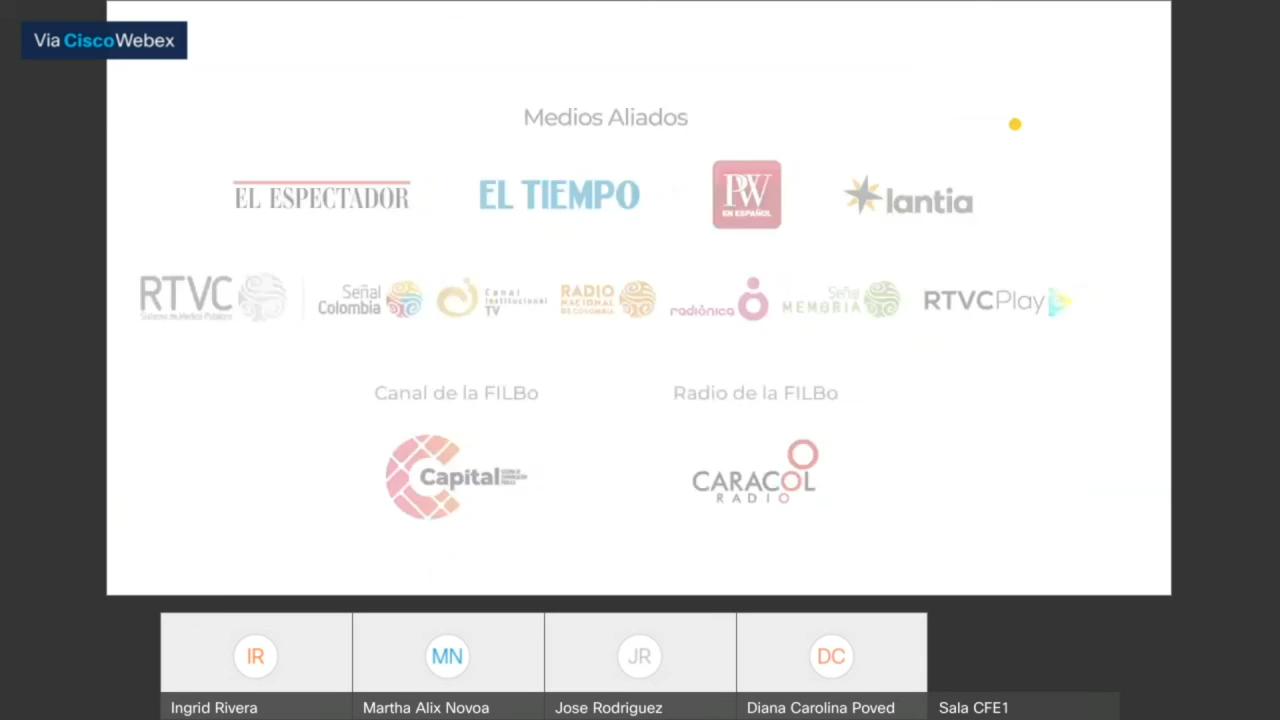 Via CiscoWebex
Medios Aliados
EL ESPECTADOR
EL TIEMPO
PW
EN ESPAÑOL
lantia
RTVC
Señal
Colombia
Canal
Institucional
TV
RADIO
NACIONAL
DE COLOMBIA
radiónica
Señal
MEMORIA
RTVCPlay
Canal de la FILBo
Radio de la FILBo
Capital
CARACOL
RADIO
IR
MN
JR
DC
Ingrid Rivera
Martha Alix Novoa
Jose Rodriguez
Diana Carolina Poved
Sala CFE1